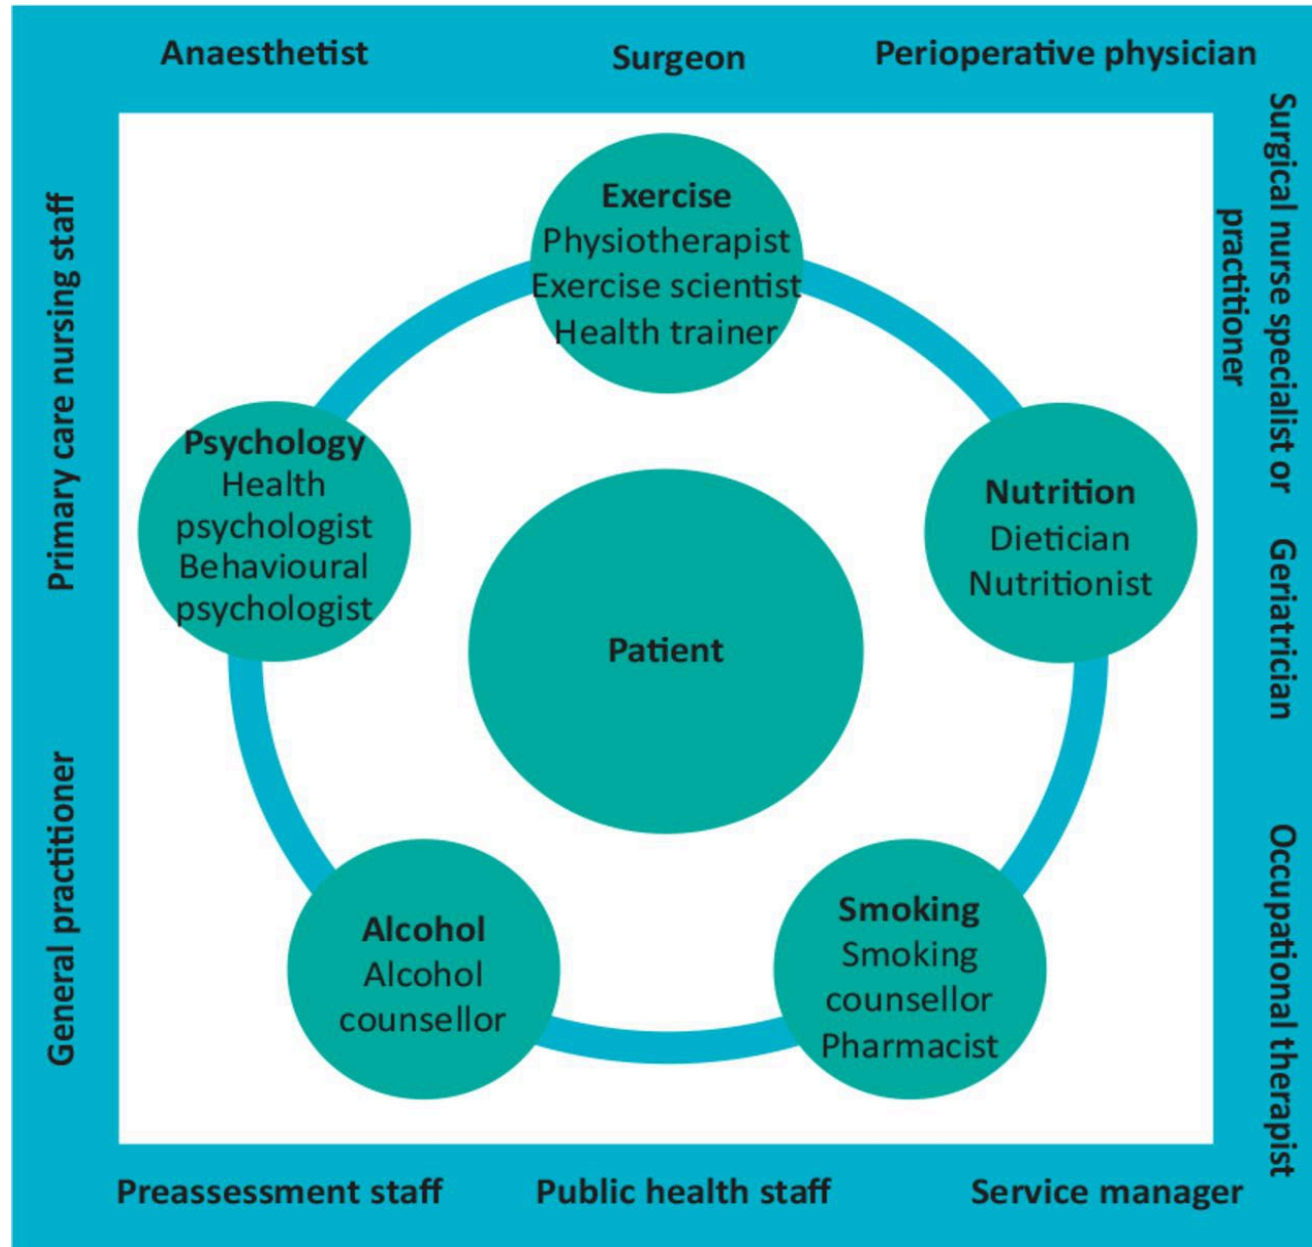 Anaesthetist
Surgeon
Perioperative physician
Surgical nurse specialist or
practitioner
Geriatrician
Occupational therapist
Primary care nursing staff
General practitioner
Exercise
Physiotherapist
Exercise scientist
Health trainer
Psychology
Health
psychologist
Behavioural
psychologist
Nutrition
Dietician
Nutritionist
Patient
Alcohol
Alcohol
counsellor
Smoking
Smoking
counsellor
Pharmacist
Preassessment staff
Public health staff
Service manager